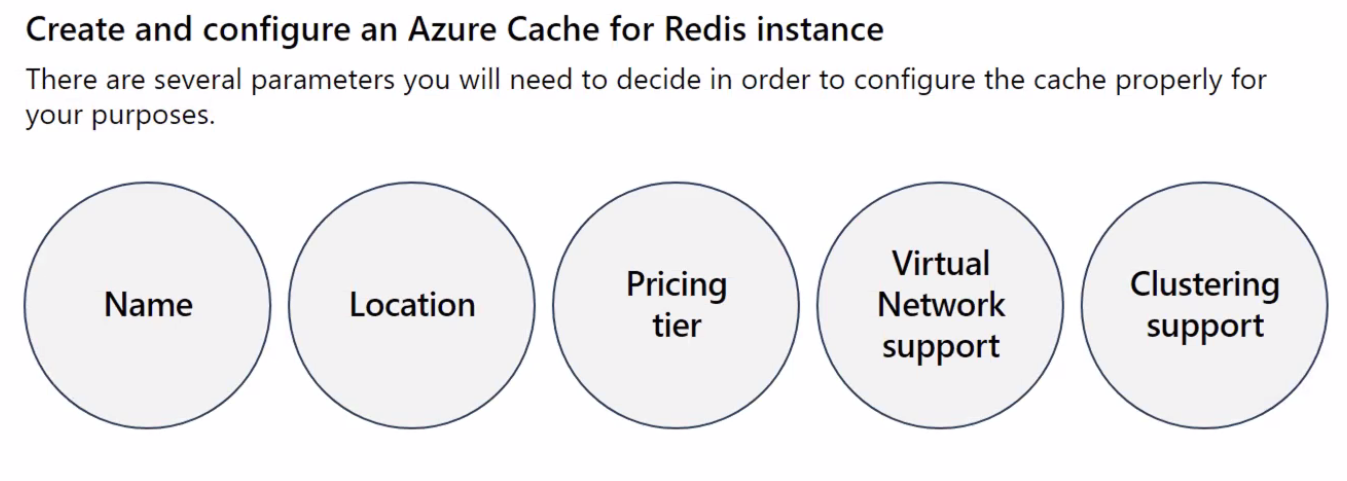 Create and configure an Azure Cache for Redis instance
There are several parameters you will need to decide in order to configure the cache properly for
your purposes.
Name
Location
Pricing
tier
Virtual
Network
support
Clustering
support